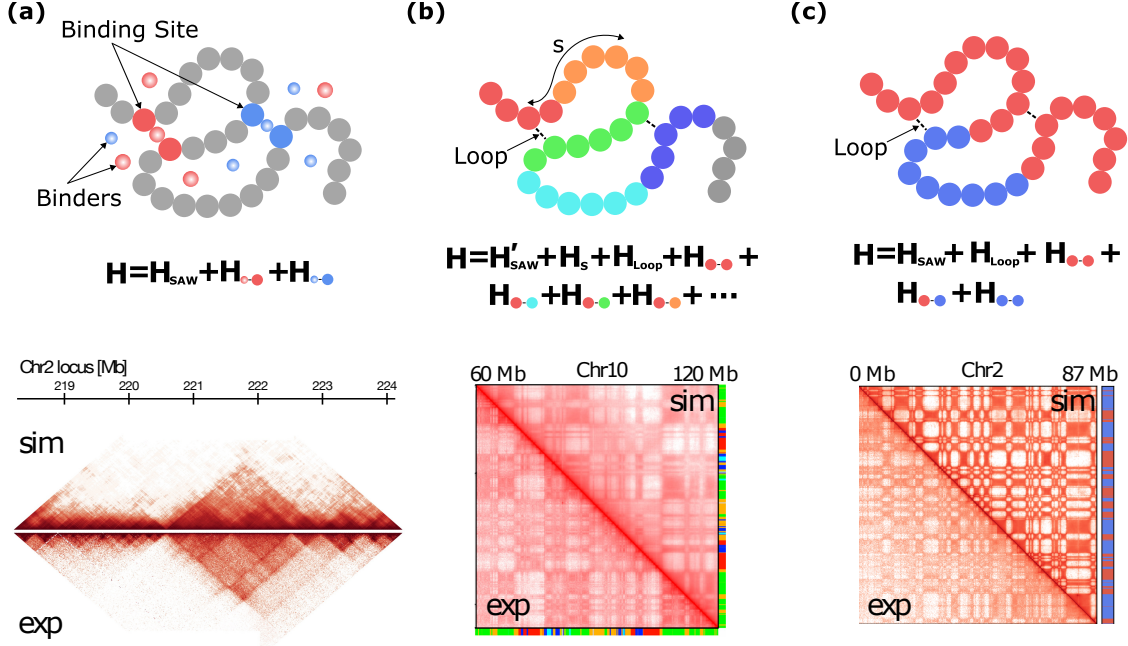 (a)
Binding Site
Binders
H=H_SAW+H + H
Chr2 locus [Mb]
219 220 221 222 223 224
sim
exp
(b)
s
Loop
H=H′_SAW+H_S+H_Loop+H +
H +H +H + ···
60 Mb Chr10 120 Mb
sim
exp
(c)
Loop
H=H_SAW+ H_Loop+ H +
H + H
0 Mb Chr2 87 Mb
sim
exp